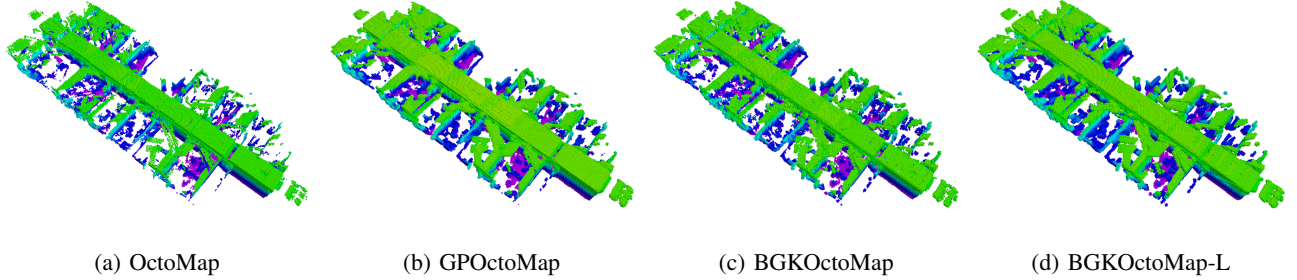 (a) OctoMap
(b) GPOctoMap
(c) BGKOctoMap
(d) BGKOctoMap-L